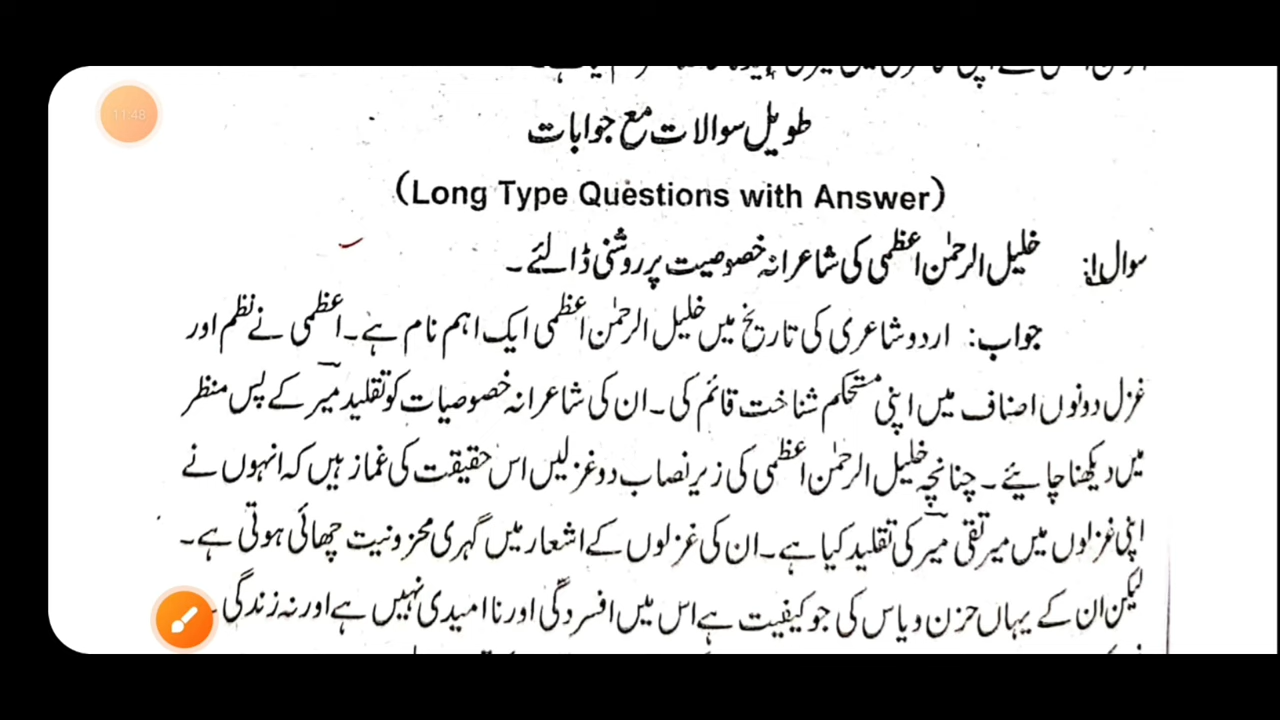 11:48
طویل سوالات مع جوابات
(Long Type Questions with Answer)
سوال 1: خلیل الرحمٰن اعظمی کی شاعرانہ خصوصیت پر روشنی ڈالئے ۔
جواب: اردو شاعری کی تاریخ میں خلیل الرحمٰن اعظمی ایک اہم نام ہے۔ اعظمی نے نظم اور
غزل دونوں اصناف میں اپنی مستحکم شناخت قائم کی ۔ ان کی شاعرانہ خصوصیات کو تقلید میر کے پس منظر
میں دیکھنا چاہیئے ۔ چنانچہ خلیل الرحمٰن اعظمی کی زیر نصاب دو غزلیں اس حقیقت کی غماز ہیں کہ انہوں نے
اپنی غزلوں میں میر تقی میر کی تقلید کیا ہے ۔ ان کی غزلوں کے اشعار میں گہری محزونیت چھائی ہوتی ہے ۔
لیکن ان کے یہاں حزن و یاس کی جو کیفیت ہے اس میں افسردگی اور نا امیدی نہیں ہے اور نہ زندگی